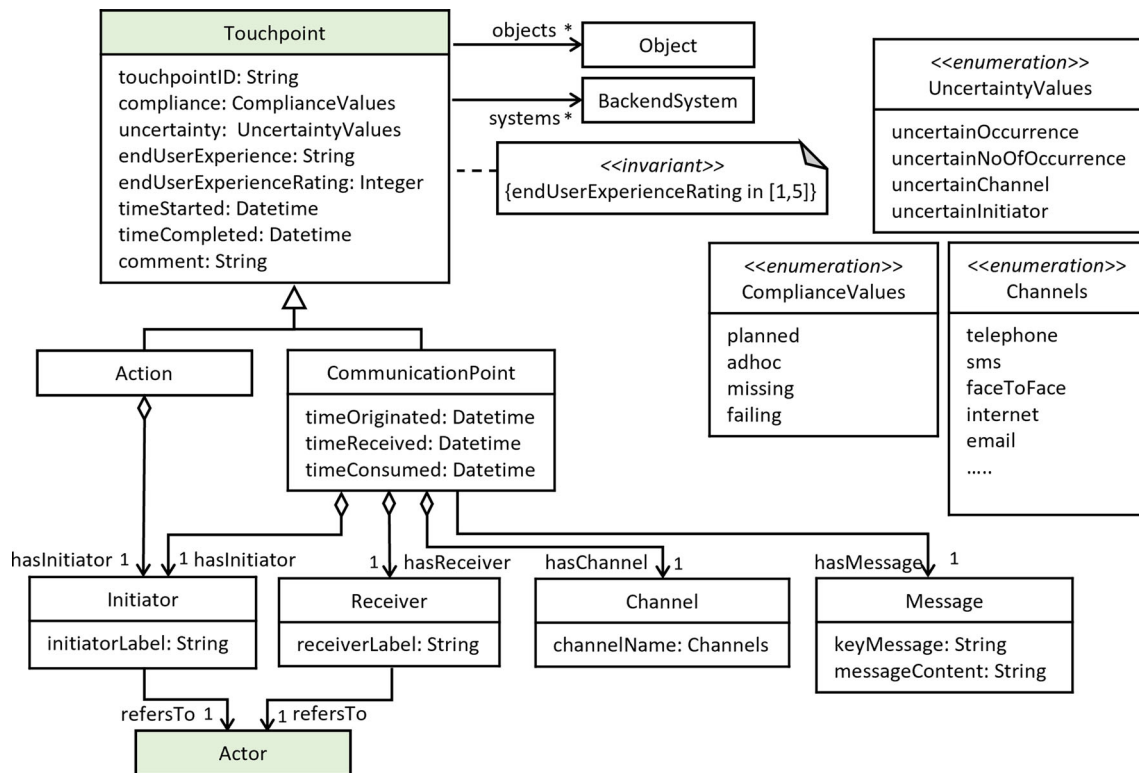 Touchpoint
touchpointID: String
compliance: ComplianceValues
uncertainty:  UncertaintyValues
endUserExperience: String
endUserExperienceRating: Integer
timeStarted: Datetime
timeCompleted: Datetime
comment: String
objects *
Object
BackendSystem
systems *
<<invariant>>
{endUserExperienceRating in [1,5]}
<<enumeration>>
UncertaintyValues
uncertainOccurrence
uncertainNoOfOccurrence
uncertainChannel
uncertainInitiator
<<enumeration>>
ComplianceValues
planned
adhoc
missing
failing
<<enumeration>>
Channels
telephone
sms
faceToFace
internet
email
.....
Action
CommunicationPoint
timeOriginated: Datetime
timeReceived: Datetime
timeConsumed: Datetime
hasInitiator 1
1 hasInitiator
1 hasReceiver
hasChannel 1
hasMessage 1
Initiator
initiatorLabel: String
Receiver
receiverLabel: String
Channel
channelName: Channels
Message
keyMessage: String
messageContent: String
refersTo 1
1 refersTo
Actor